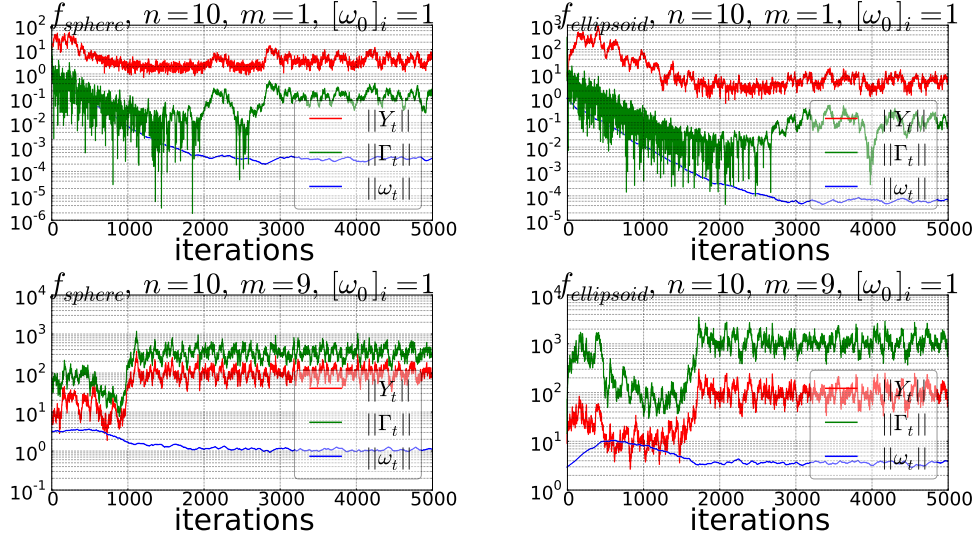 f_sphere, n=10, m=1, [ω_0]_i=1
10^2
10^1
10^0
10^-1
10^-2
10^-3
10^-4
10^-5
10^-6
||Y_t||
||Γ_t||
||ω_t||
0 1000 2000 3000 4000 5000
iterations
f_ellipsoid, n=10, m=1, [ω_0]_i=1
10^3
10^2
10^1
10^0
10^-1
10^-2
10^-3
10^-4
10^-5
||Y_t||
||Γ_t||
||ω_t||
0 1000 2000 3000 4000 5000
iterations
f_sphere, n=10, m=9, [ω_0]_i=1
10^4
10^3
10^2
10^1
10^0
10^-1
||Y_t||
||Γ_t||
||ω_t||
0 1000 2000 3000 4000 5000
iterations
f_ellipsoid, n=10, m=9, [ω_0]_i=1
10^4
10^3
10^2
10^1
10^0
||Y_t||
||Γ_t||
||ω_t||
0 1000 2000 3000 4000 5000
iterations